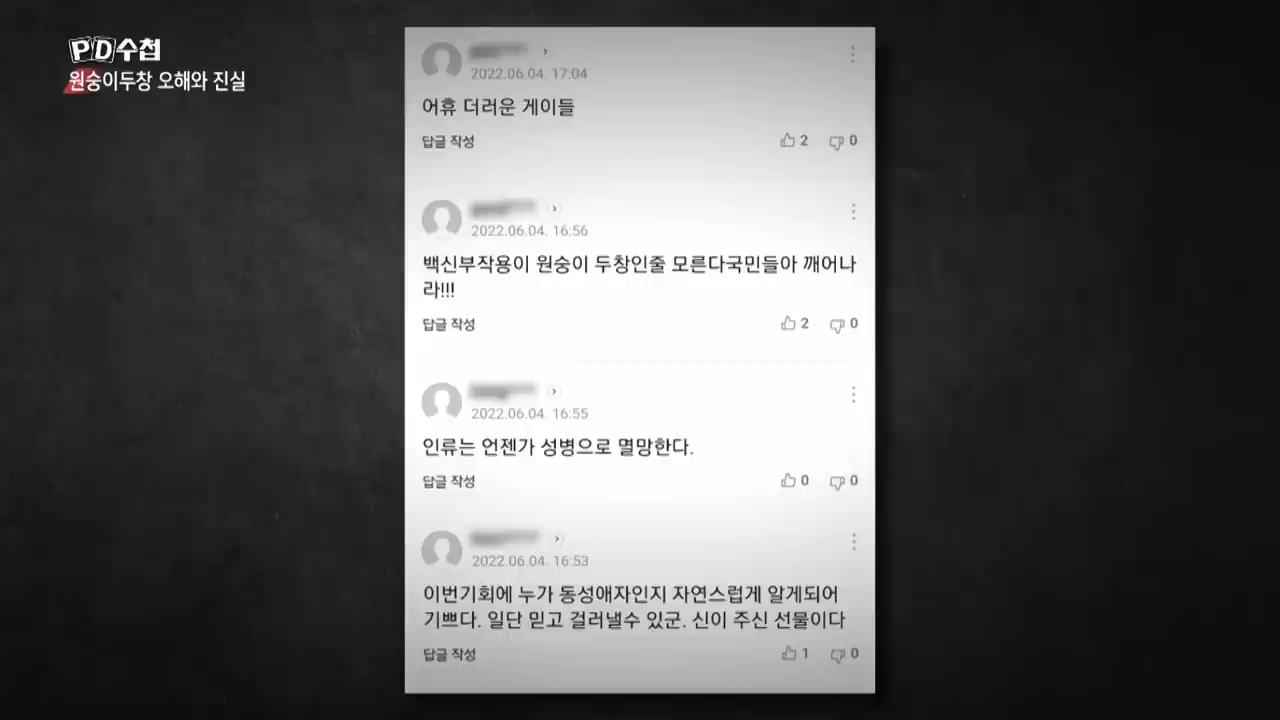 PD수첩
원숭이두창 오해와 진실
2022.06.04. 17:04
어휴 더러운 게이들
답글 작성
2
0
2022.06.04. 16:56
백신부작용이 원숭이 두창인줄 모른다국민들아 깨어나
라!!!
답글 작성
2
0
2022.06.04. 16:55
인류는 언젠가 성병으로 멸망한다.
답글 작성
0
0
2022.06.04. 16:53
이번기회에 누가 동성애자인지 자연스럽게 알게되어
기쁘다. 일단 믿고 걸러낼수 있군. 신이 주신 선물이다
답글 작성
1
0